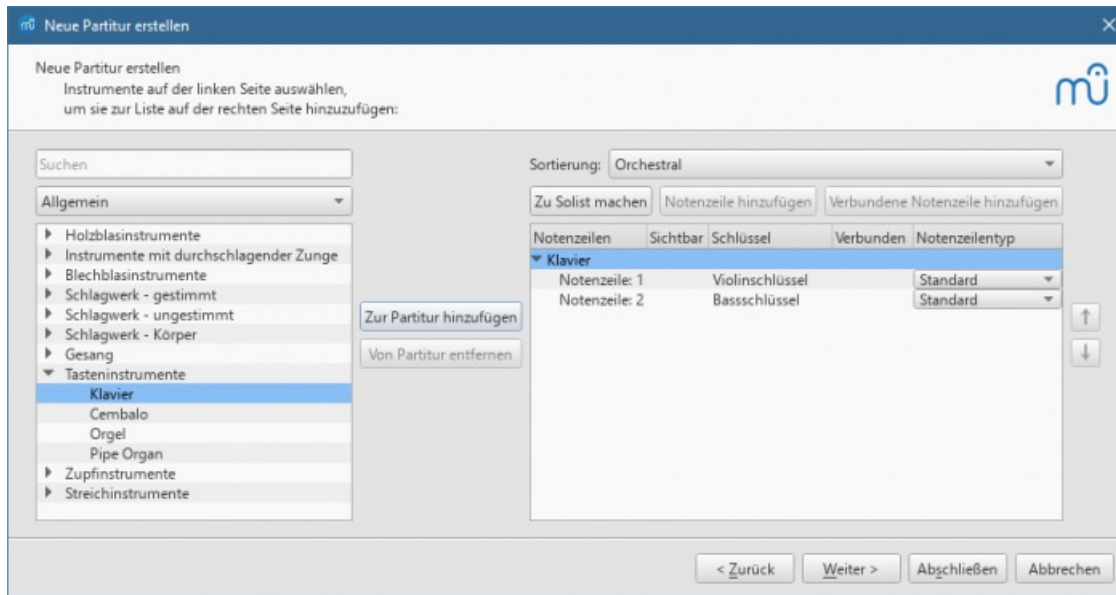 Neue Partitur erstellen
Neue Partitur erstellen
Instrumente auf der linken Seite auswählen,
um sie zur Liste auf der rechten Seite hinzuzufügen:
Suchen
Allgemein
Holzblasinstrumente
Instrumente mit durchschlagender Zunge
Blechblasinstrumente
Schlagwerk - gestimmt
Schlagwerk - ungestimmt
Schlagwerk - Körper
Gesang
Tasteninstrumente
Klavier
Cembalo
Orgel
Pipe Organ
Zupfinstrumente
Streichinstrumente
Zur Partitur hinzufügen
Von Partitur entfernen
Sortierung: Orchestral
Zu Solist machen Notenzeile hinzufügen Verbundene Notenzeile hinzufügen
Notenzeilen Sichtbar Schlüssel Verbunden Notenzeilentyp
Klavier
Notenzeile: 1 Violinschlüssel Standard
Notenzeile: 2 Bassschlüssel Standard
< Zurück Weiter > Abschließen Abbrechen